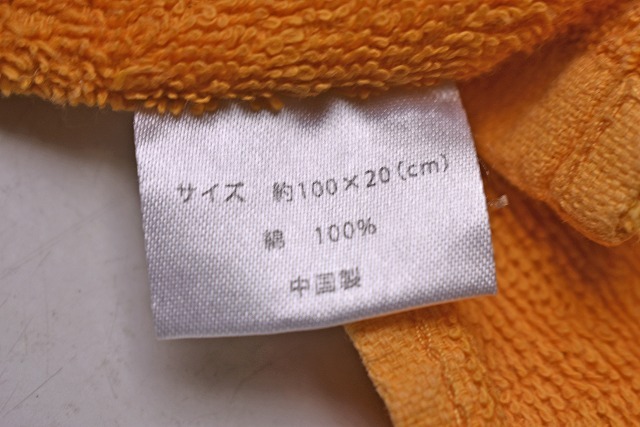 サイズ　約100×20(cm)
綿　100%
中国製